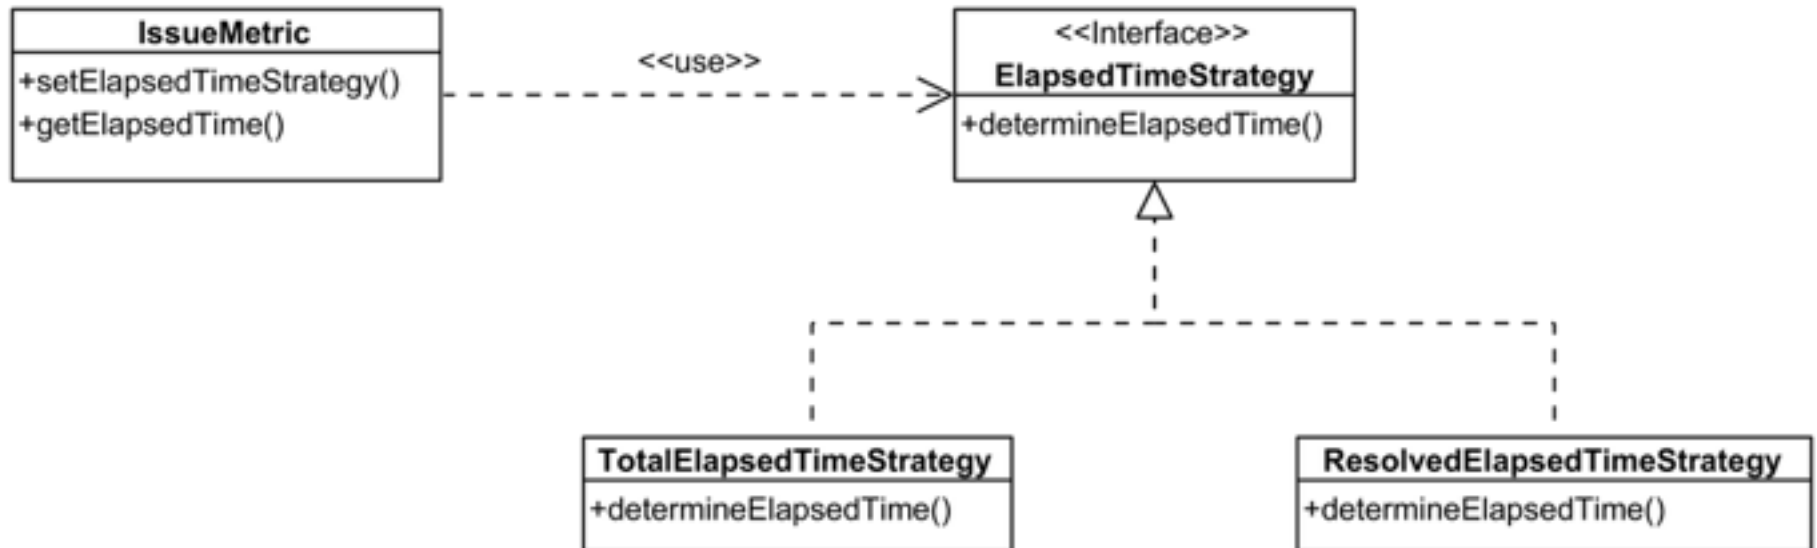 IssueMetric
+setElapsedTimeStrategy()
+getElapsedTime()
<<use>>
<<Interface>>
ElapsedTimeStrategy
+determineElapsedTime()
TotalElapsedTimeStrategy
+determineElapsedTime()
ResolvedElapsedTimeStrategy
+determineElapsedTime()